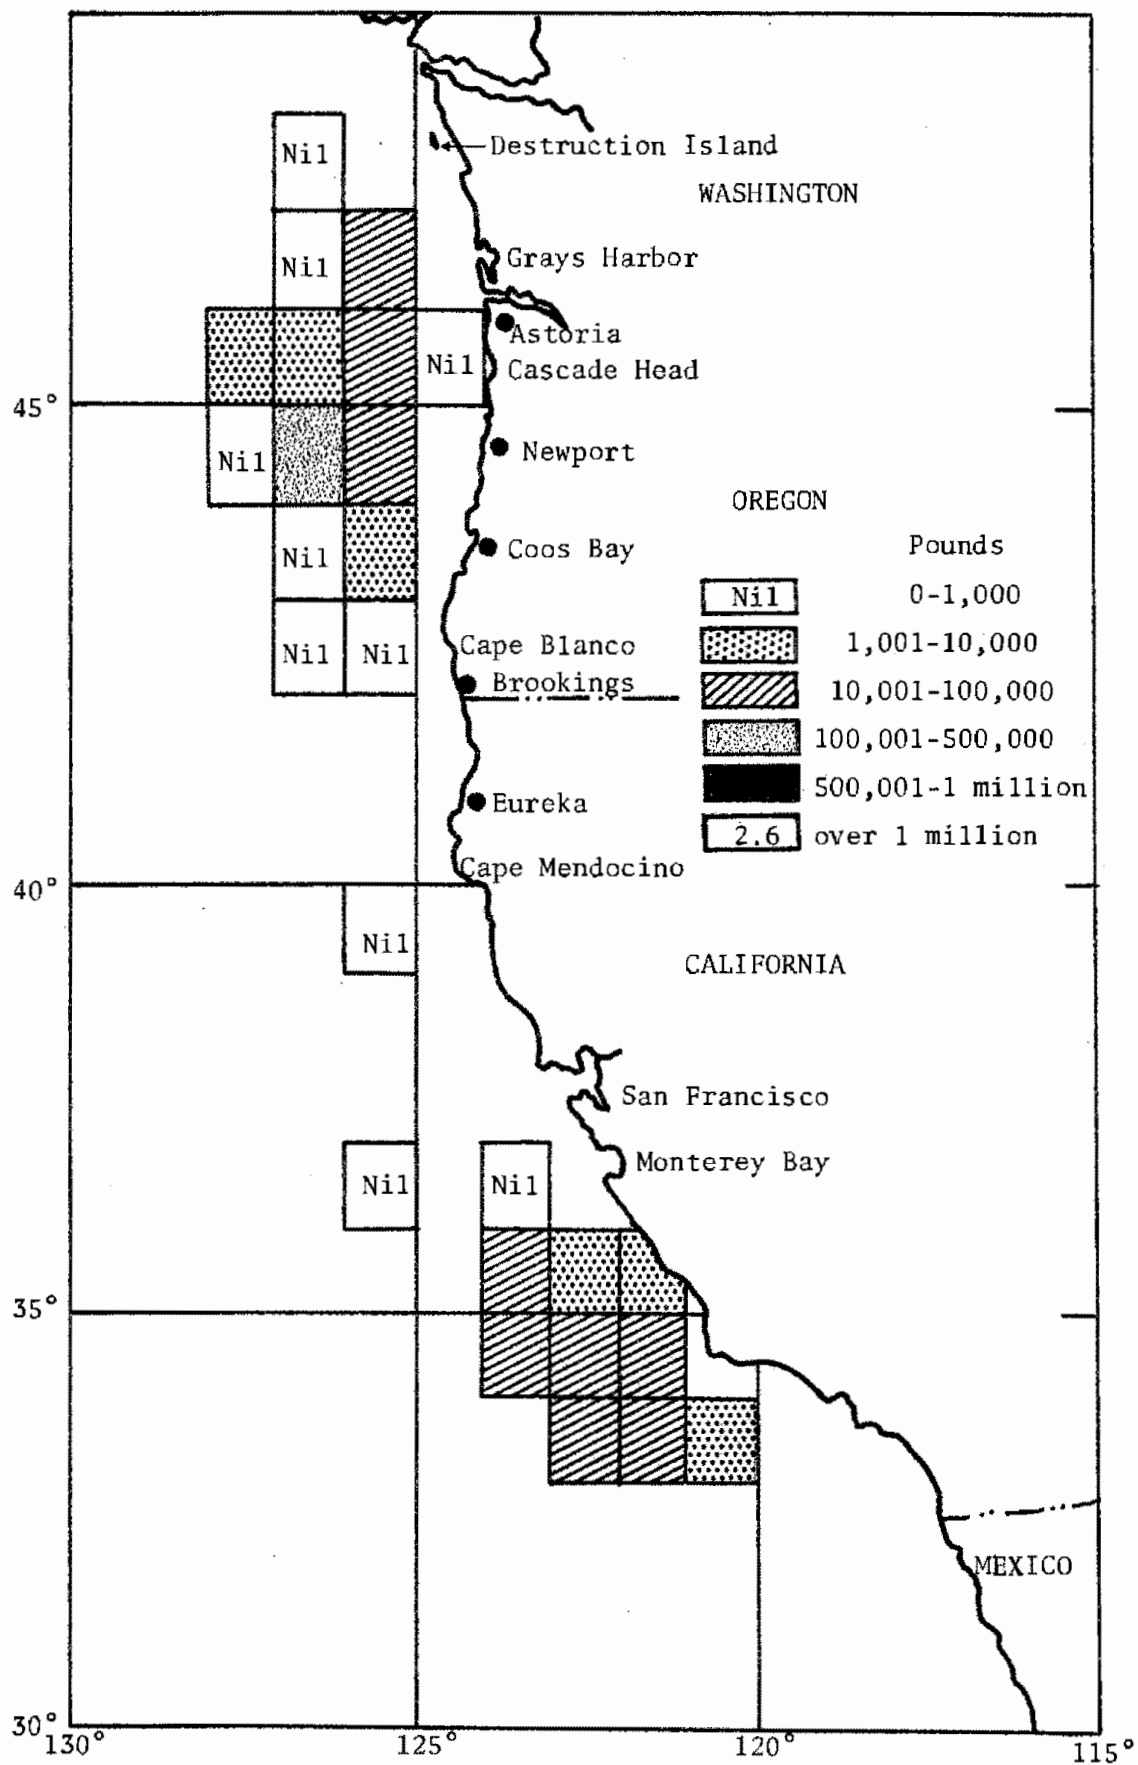 Nil
Destruction Island
WASHINGTON
Nil
Grays Harbor
Astoria
Nil
Cascade Head
45°
Nil
Newport
OREGON
Nil
Coos Bay
Pounds
Nil 0-1,000
1,001-10,000
Nil Nil
Cape Blanco
Brookings
10,001-100,000
100,001-500,000
500,001-1 million
Eureka
2.6 over 1 million
Cape Mendocino
40°
Nil
CALIFORNIA
San Francisco
Monterey Bay
Nil
Nil
35°
MEXICO
30°
130°
125°
120°
115°